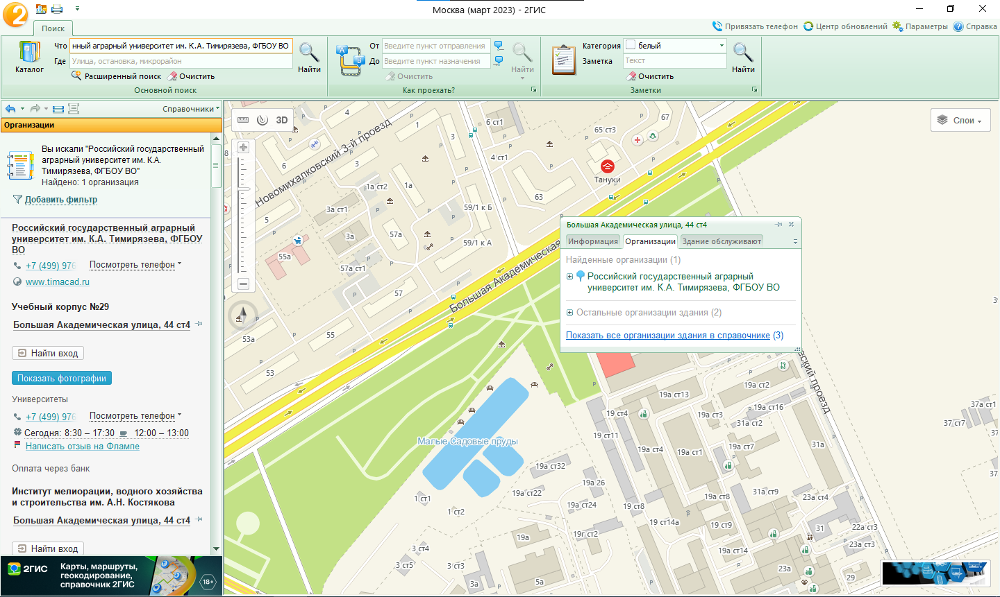 Москва (март 2023) - 2ГИС
Поиск
Привязать телефон
Центр обновлений
Параметры
Справка
Каталог
Что
нный аграрный университет им. К.А. Тимирязева, ФГБОУ ВО
Где
Улица, остановка, микрорайон
Расширенный поиск
Очистить
Найти
Основной поиск
От
Введите пункт отправления
До
Введите пункт назначения
Очистить
Найти
Как проехать?
Категория
белый
Заметка
Текст
Очистить
Найти
Заметки
Справочники
Организации
Вы искали "Российский государственный
аграрный университет им. К.А.
Тимирязева, ФГБОУ ВО"
Найдено: 1 организация
Добавить фильтр
Российский государственный аграрный
университет им. К.А. Тимирязева, ФГБОУ
ВО
+7 (499) 976
Посмотреть телефон
www.timacad.ru
Учебный корпус №29
Большая Академическая улица, 44 ст4
Найти вход
Показать фотографии
Университеты
+7 (499) 976
Посмотреть телефон
Сегодня: 8:30 – 17:30
12:00 – 13:00
Написать отзыв на Флампе
Оплата через банк
Институт мелиорации, водного хозяйства
и строительства им. А.Н. Костякова
Большая Академическая улица, 44 ст4
Найти вход
2ГИС
Карты, маршруты,
геокодирование,
справочник 2ГИС
18+
3D
Слои
Новомихалковский 3-й проезд
Большая Академическая
Тануки
Малые Садовые пруды
еский проезд
Большая Академическая улица, 44 ст4
Информация
Организации
Здание обслуживают
Найденные организации (1)
Российский государственный аграрный
университет им. К.А. Тимирязева, ФГБОУ ВО
Остальные организации здания (2)
Показать все организации здания в справочнике (3)
4
1
3
6 ст1
67
65 ст3
6
3
4 ст1
1а ст2
1а
63
5
3а ст1
59/1 к Б
57а
3а
59/1 к А
55а
57а ст1
57
55
53а
53
19а ст2
19а ст13
19 ст4
19а ст3
19а ст16
31а ст2
37а ст1
37 ст7
19 ст11
19а ст4
19а ст1
19а ст7
31а
19а ст32
19а 26
19а ст22
19а ст24
19 ст8
19а ст8
31а ст9
23а ст4
1 ст1
1 ст2
19 ст14а
19 ст9
31
22а ст3
19г ст2
19а
19а ст14
23а ст1
3 ст4
3 ст5
3 ст3
3а
5а
23а
29